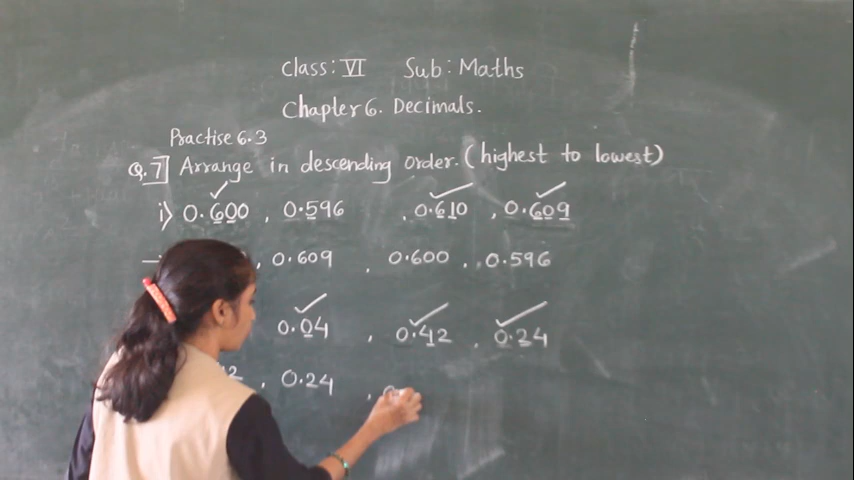 Class: VI Sub: Maths
Chapter 6. Decimals.
Practise 6.3
Q.7] Arrange in descending order. (highest to lowest)
i) 0.600 , 0.596 , 0.610 , 0.609
, 0.609 , 0.600 , 0.596
0.04 , 0.42 , 0.24
, 0.24 ,